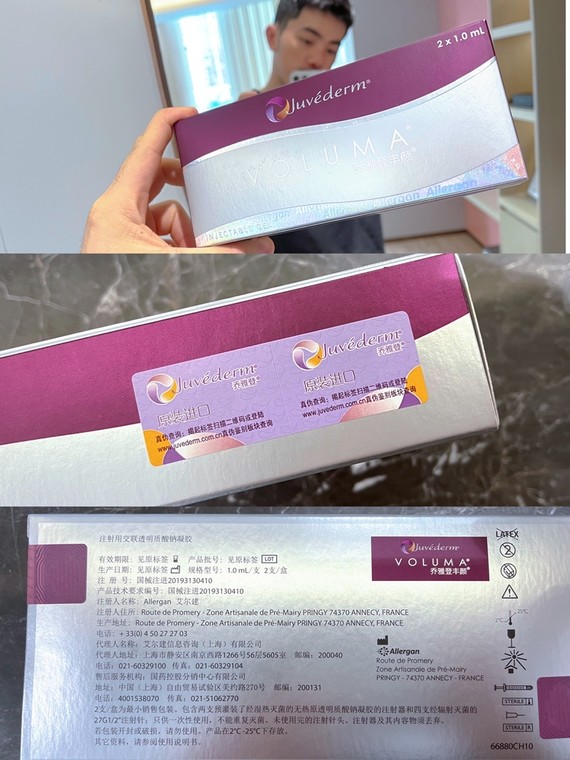 2 x 1.0 mL
Juvéderm®
VOLUMA®
Allergan Allergan
INJECTABLE GEL
Juvéderm
乔雅登
原装进口
真伪查询:揭起标签扫描二维码或登陆
www.juvederm.com.cn真伪鉴别板块查询
Juvéderm
乔雅登
原装进口
真伪查询:揭起标签扫描二维码或登陆
www.juvederm.com.cn真伪鉴别板块查询
注射用交联透明质酸钠凝胶
有效期限:见原标签 产品批号:见原标签 LOT
生产日期:见原标签 规格型号:1.0 mL/支 2支/盒
注 册 号:国械注进20193130410
产品技术要求编号:国械注进20193130410
注册人名称:Allergan 艾尔建
注册人住所:Route de Promery - Zone Artisanale de Pré-Mairy PRINGY 74370 ANNECY, FRANCE
生产地址:Route de Promery - Zone Artisanale de Pré-Mairy PRINGY 74370 ANNECY, FRANCE
电话:+ 33(0) 4 50 27 27 03
代理人名称:艾尔建信息咨询(上海)有限公司
代理人地址:上海市静安区南京西路1266号56层5605室 邮编:200040
电话:021-60329100 传真:021-60329104
售后服务机构:国药控股分销中心有限公司
地址:中国(上海)自由贸易试验区美约路270号 邮编:200131
电话:4001538070 传真:021-51062770
2支/盒为最小销售包装。包含两支预灌装了经湿热灭菌的无热原透明质酸钠凝胶的注射器和四支经辐射灭菌的
27G1/2"注射针;只供一次性使用,不能重复灭菌。未使用完的注射针头、注射器及其内容物须丢弃。
若包装开封或破损,请勿使用。产品在2°C -25°C下存放。
其它资料,请参阅使用说明书。
Juvéderm®
VOLUMA®
乔雅登丰颜®
Allergan
Route de Promery
Zone Artisanale de Pré-Mairy
PRINGY - 74370 ANNECY - FRANCE
LATEX
2°C
25°C
STERILE
STERILE R
66880CH10